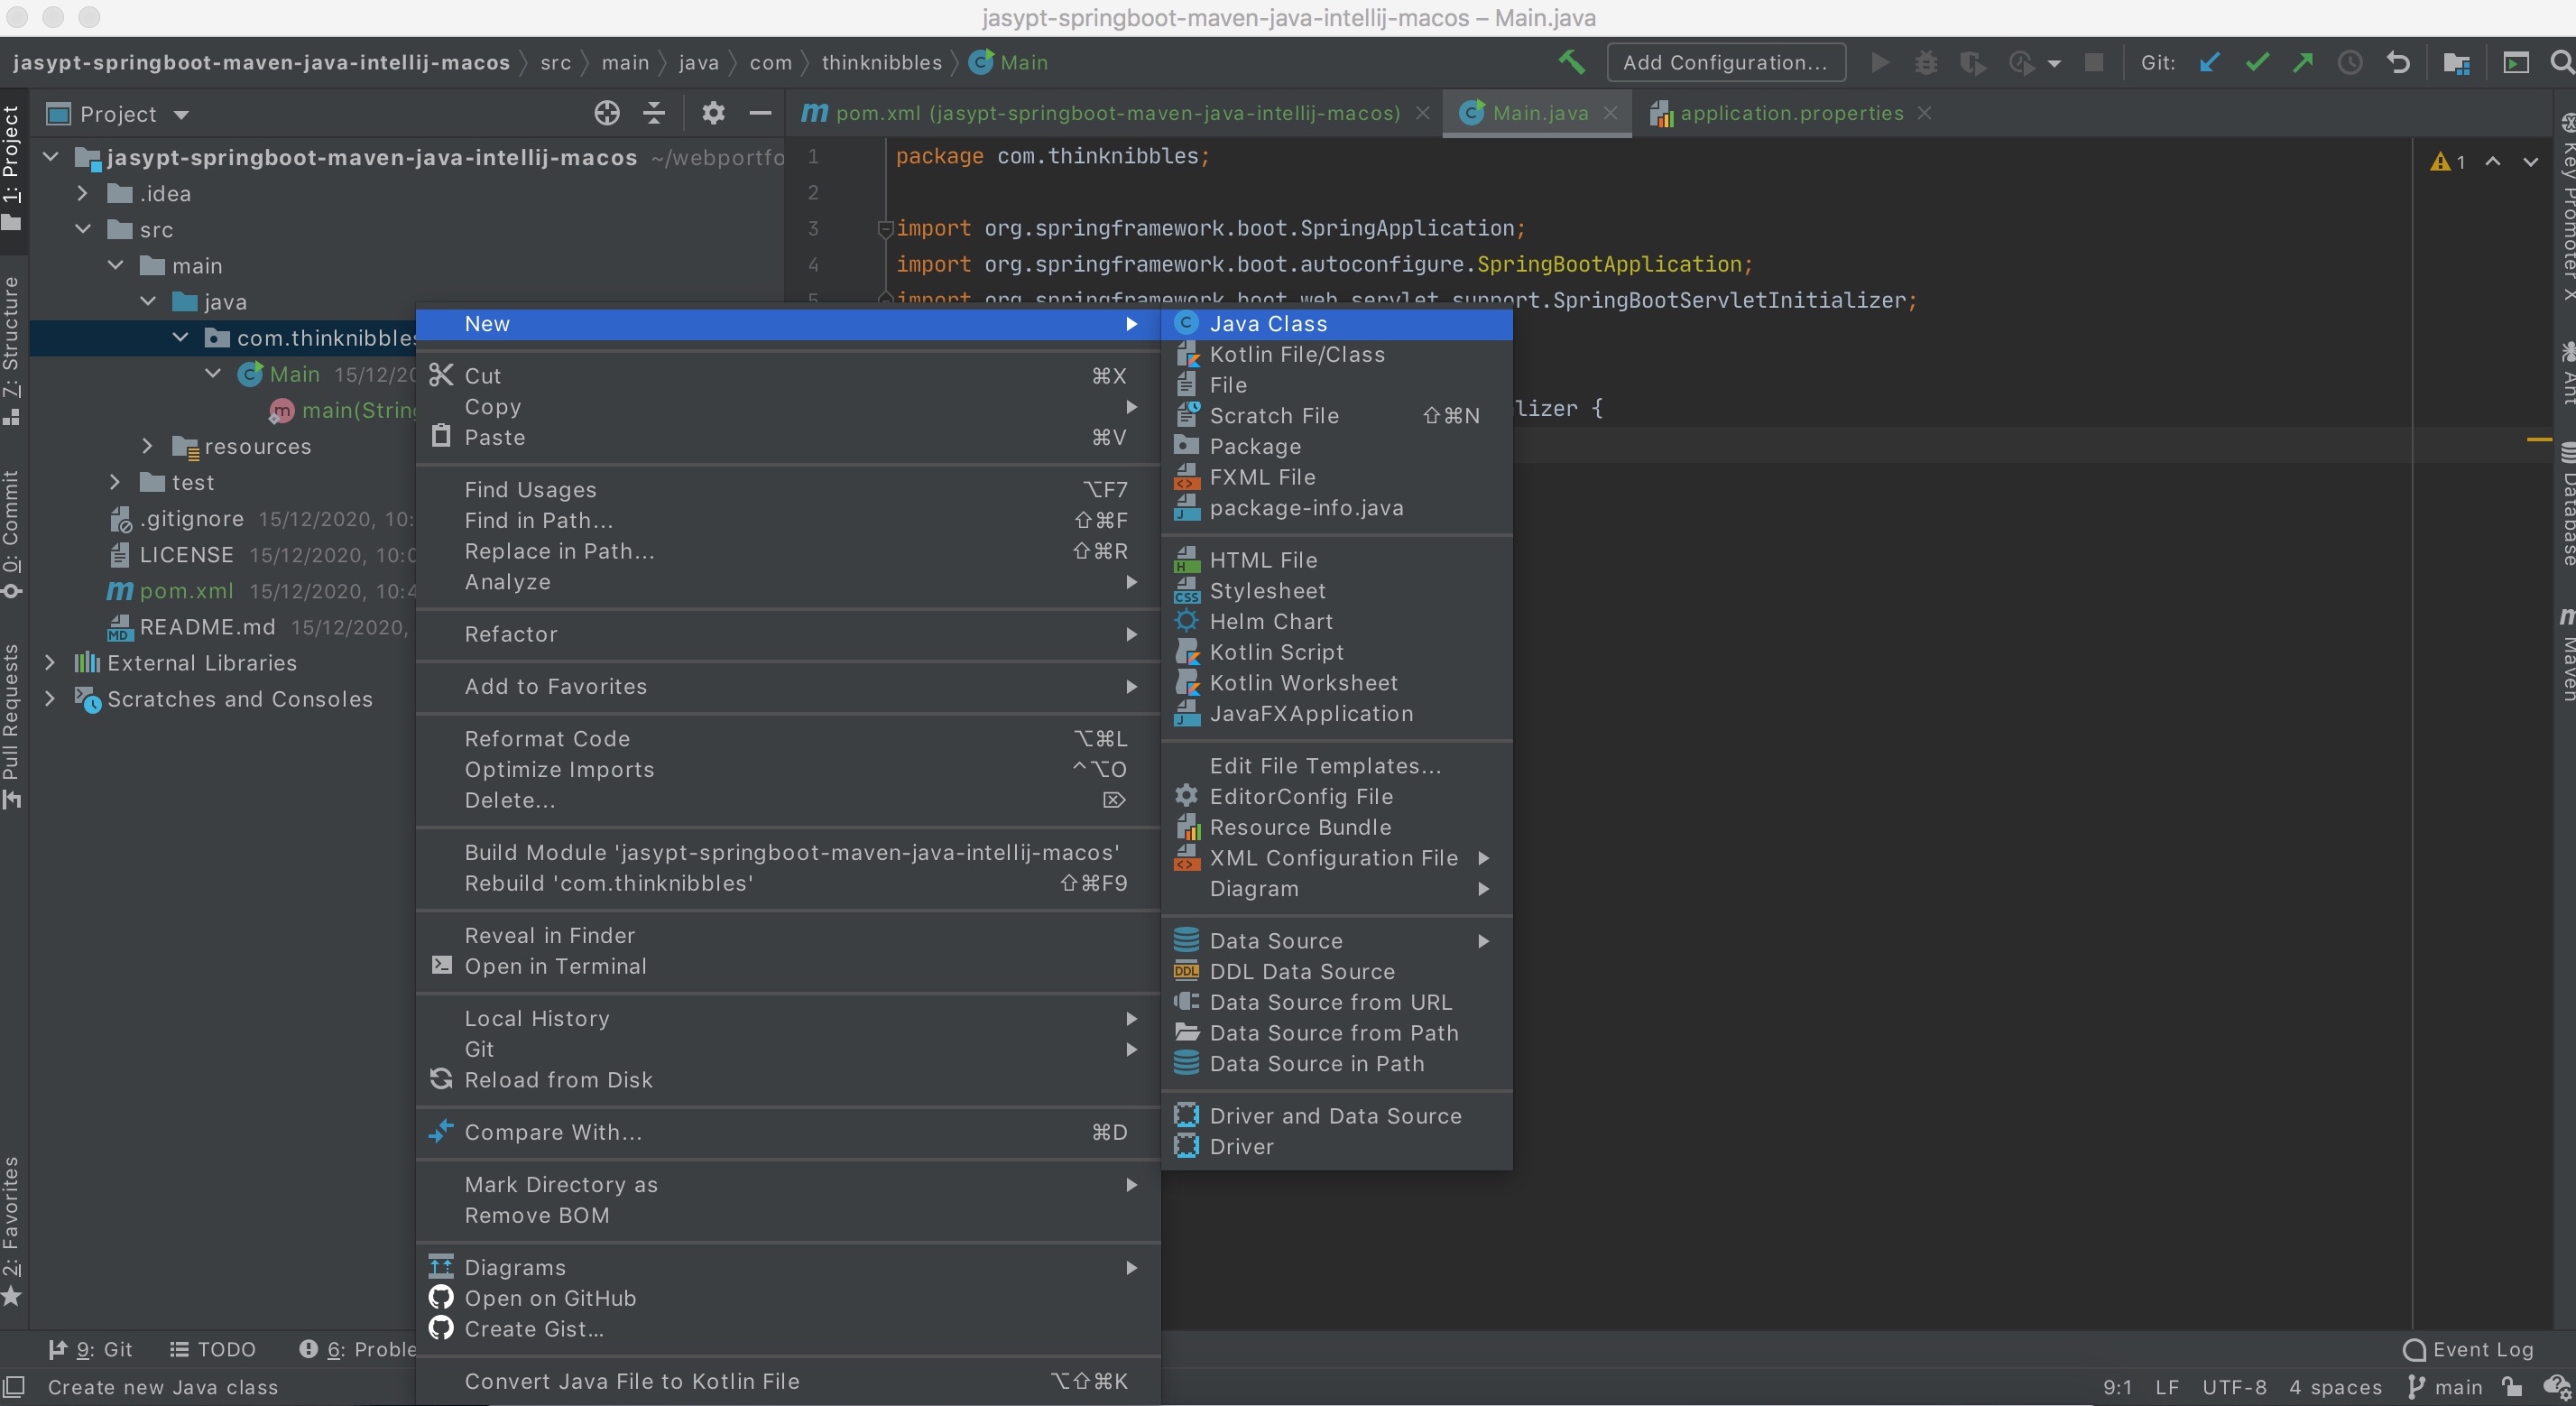 jasypt-springboot-maven-java-intellij-macos – Main.java
jasypt-springboot-maven-java-intellij-macos src main java com thinknibbles Main
Add Configuration...
Git:
1: Project
7: Structure
0: Commit
Pull Requests
2: Favorites
Project
jasypt-springboot-maven-java-intellij-macos ~/webportfo
.idea
src
main
java
com.thinknibbles
Main 15/12/20
main(String
resources
test
.gitignore 15/12/2020, 10:
LICENSE 15/12/2020, 10:0
pom.xml 15/12/2020, 10:4
README.md 15/12/2020,
External Libraries
Scratches and Consoles
pom.xml (jasypt-springboot-maven-java-intellij-macos)
Main.java
application.properties
1 package com.thinknibbles;
2
3 import org.springframework.boot.SpringApplication;
4 import org.springframework.boot.autoconfigure.SpringBootApplication;
5 import org.springframework.boot.web.servlet.support.SpringBootServletInitializer;
lizer {
1
New
Cut ⌘X
Copy
Paste ⌘V
Find Usages ⌥F7
Find in Path... ⇧⌘F
Replace in Path... ⇧⌘R
Analyze
Refactor
Add to Favorites
Reformat Code ⌥⌘L
Optimize Imports ^⌥O
Delete... ⌦
Build Module 'jasypt-springboot-maven-java-intellij-macos'
Rebuild 'com.thinknibbles' ⇧⌘F9
Reveal in Finder
Open in Terminal
Local History
Git
Reload from Disk
Compare With... ⌘D
Mark Directory as
Remove BOM
Diagrams
Open on GitHub
Create Gist...
Convert Java File to Kotlin File ⌥⇧⌘K
Java Class
Kotlin File/Class
File
Scratch File ⇧⌘N
Package
FXML File
package-info.java
HTML File
Stylesheet
Helm Chart
Kotlin Script
Kotlin Worksheet
JavaFXApplication
Edit File Templates...
EditorConfig File
Resource Bundle
XML Configuration File
Diagram
Data Source
DDL Data Source
Data Source from URL
Data Source from Path
Data Source in Path
Driver and Data Source
Driver
Key Promoter X
Ant
Database
Maven
9: Git
TODO
6: Proble
Event Log
Create new Java class
9:1 LF UTF-8 4 spaces main